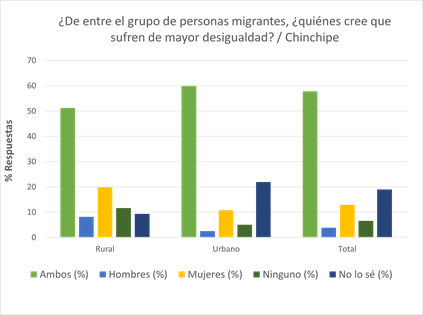 ¿De entre el grupo de personas migrantes, ¿quiénes cree que
sufren de mayor desigualdad? / Chinchipe
% Respuestas
70
60
50
40
30
20
10
0
Rural
Urbano
Total
Ambos (%)
Hombres (%)
Mujeres (%)
Ninguno (%)
No lo sé (%)